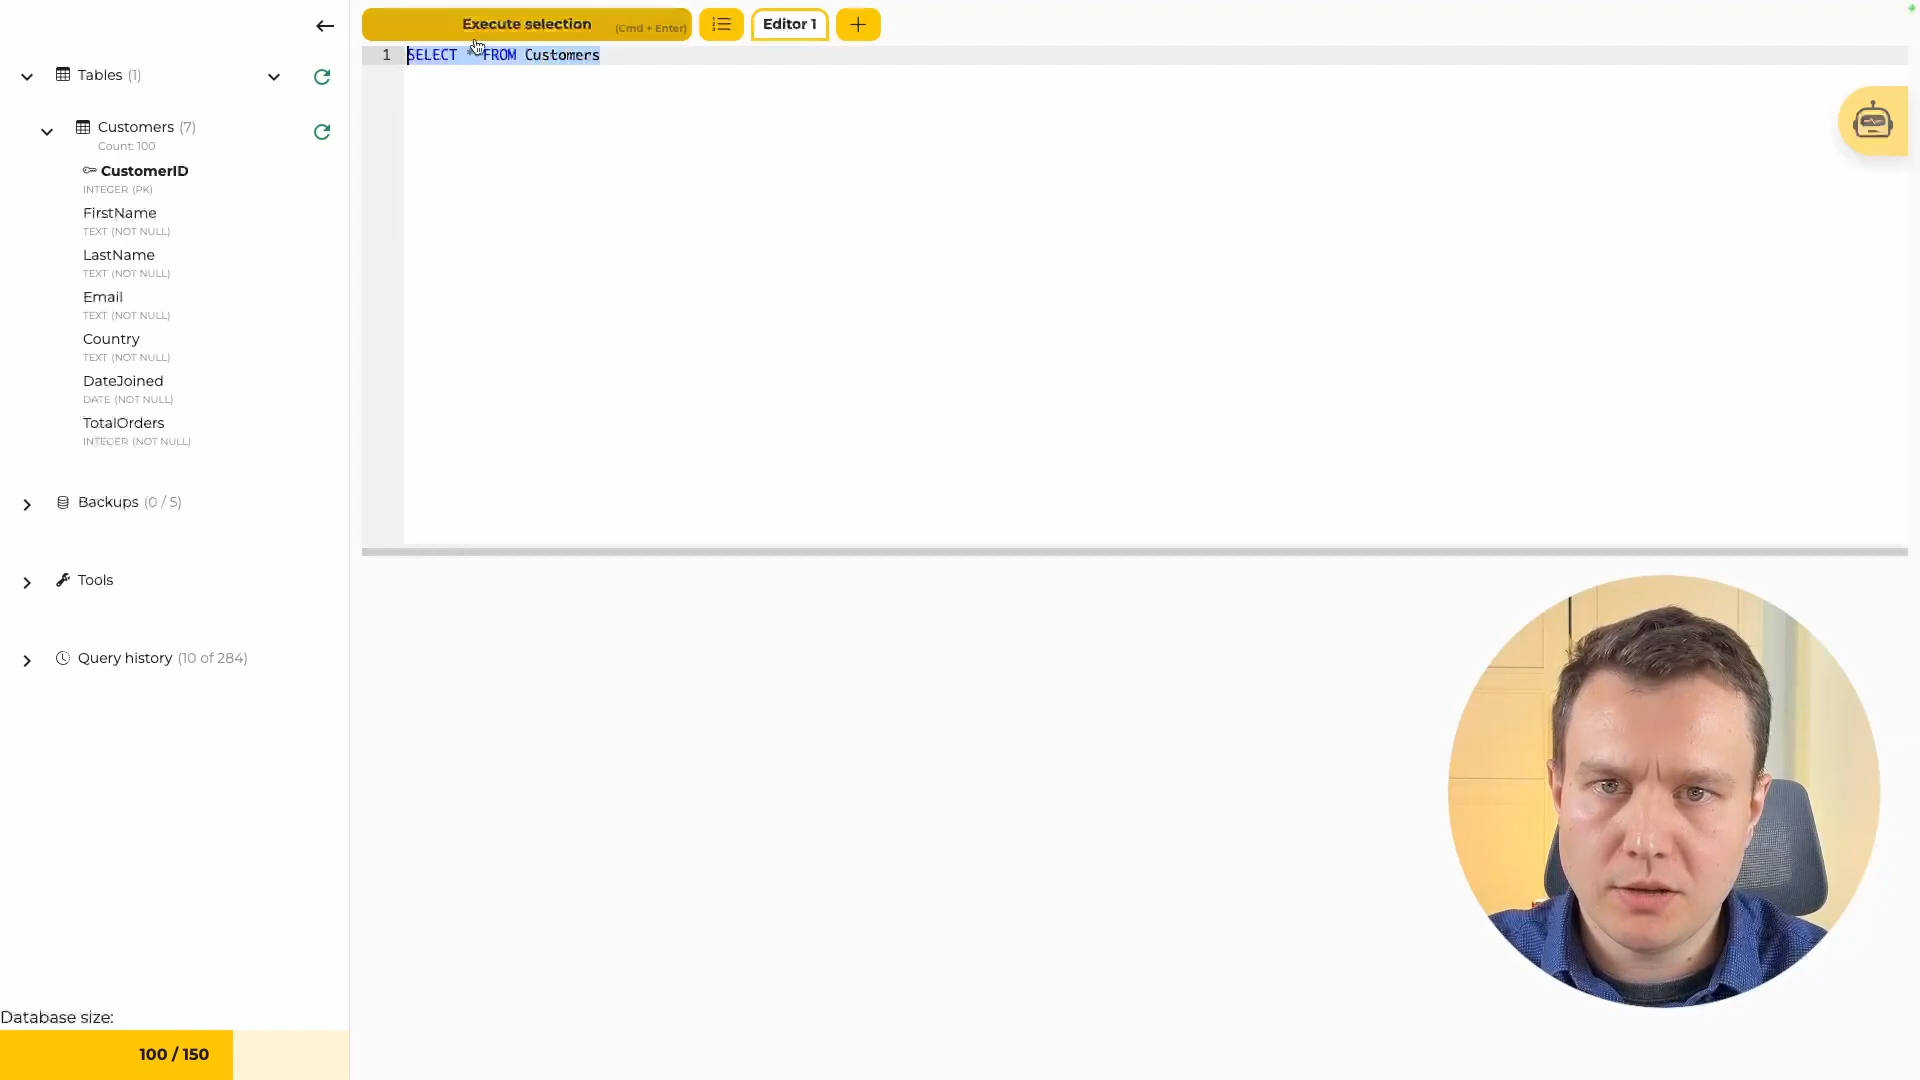 Execute selection (Cmd + Enter)
Editor 1
Tables (1)
1
SELECT * FROM Customers
Customers (7)
Count: 100
CustomerID
INTEGER (PK)
FirstName
TEXT (NOT NULL)
LastName
TEXT (NOT NULL)
Email
TEXT (NOT NULL)
Country
TEXT (NOT NULL)
DateJoined
DATE (NOT NULL)
TotalOrders
INTEGER (NOT NULL)
Backups (0 / 5)
Tools
Query history (10 of 284)
Database size:
100 / 150